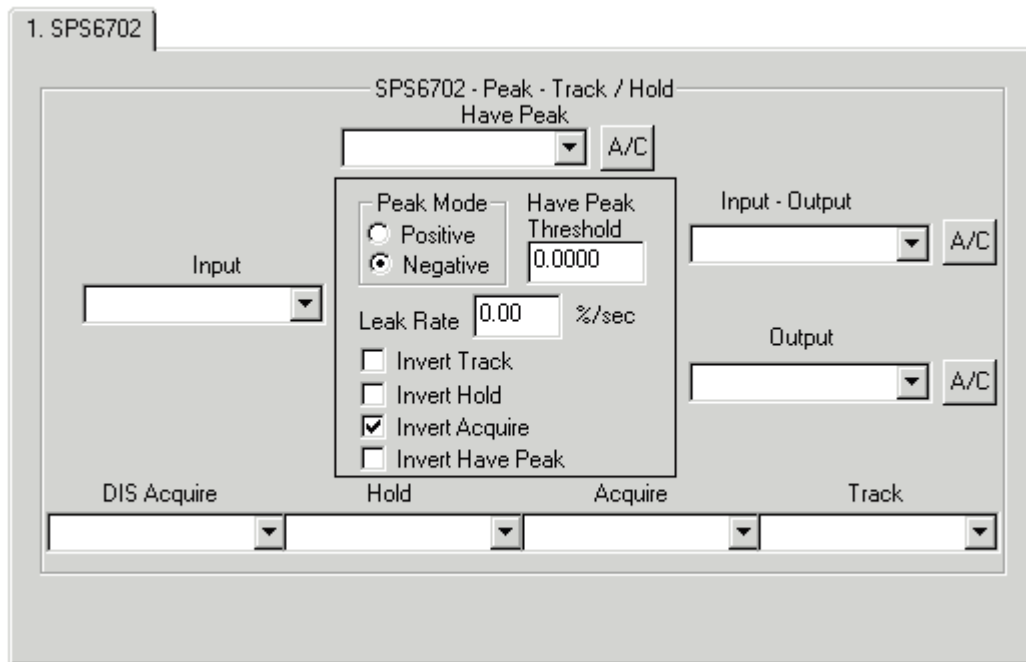 1. SPS6702
SPS6702 - Peak - Track / Hold
Have Peak
A/C
Peak Mode
Positive
Negative
Have Peak
Threshold
0.0000
Input - Output
A/C
Input
Leak Rate 0.00 %/sec
Output
A/C
Invert Track
Invert Hold
Invert Acquire
Invert Have Peak
DIS Acquire Hold Acquire Track